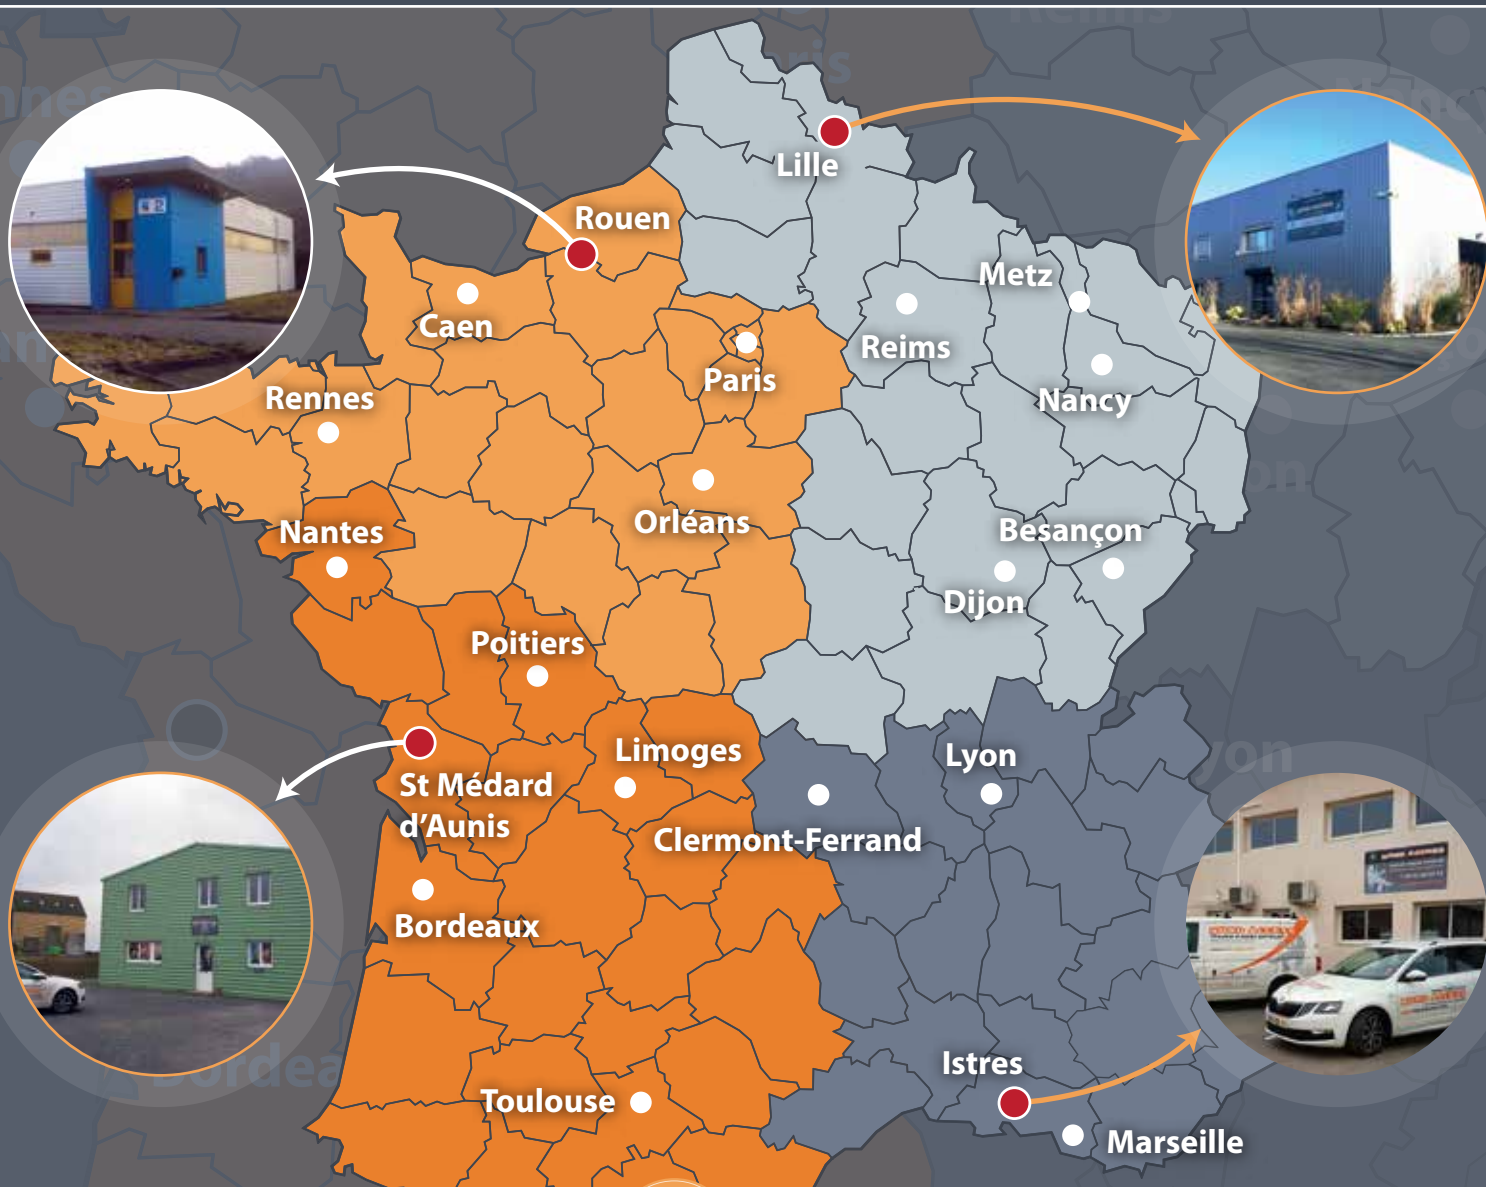 Lille
Rouen
Metz
Caen
Reims
Paris
Rennes
Nancy
Orléans
Nantes
Besançon
Dijon
Poitiers
Limoges
Lyon
St Médard
d'Aunis
Clermont-Ferrand
Bordeaux
Istres
Toulouse
Marseille